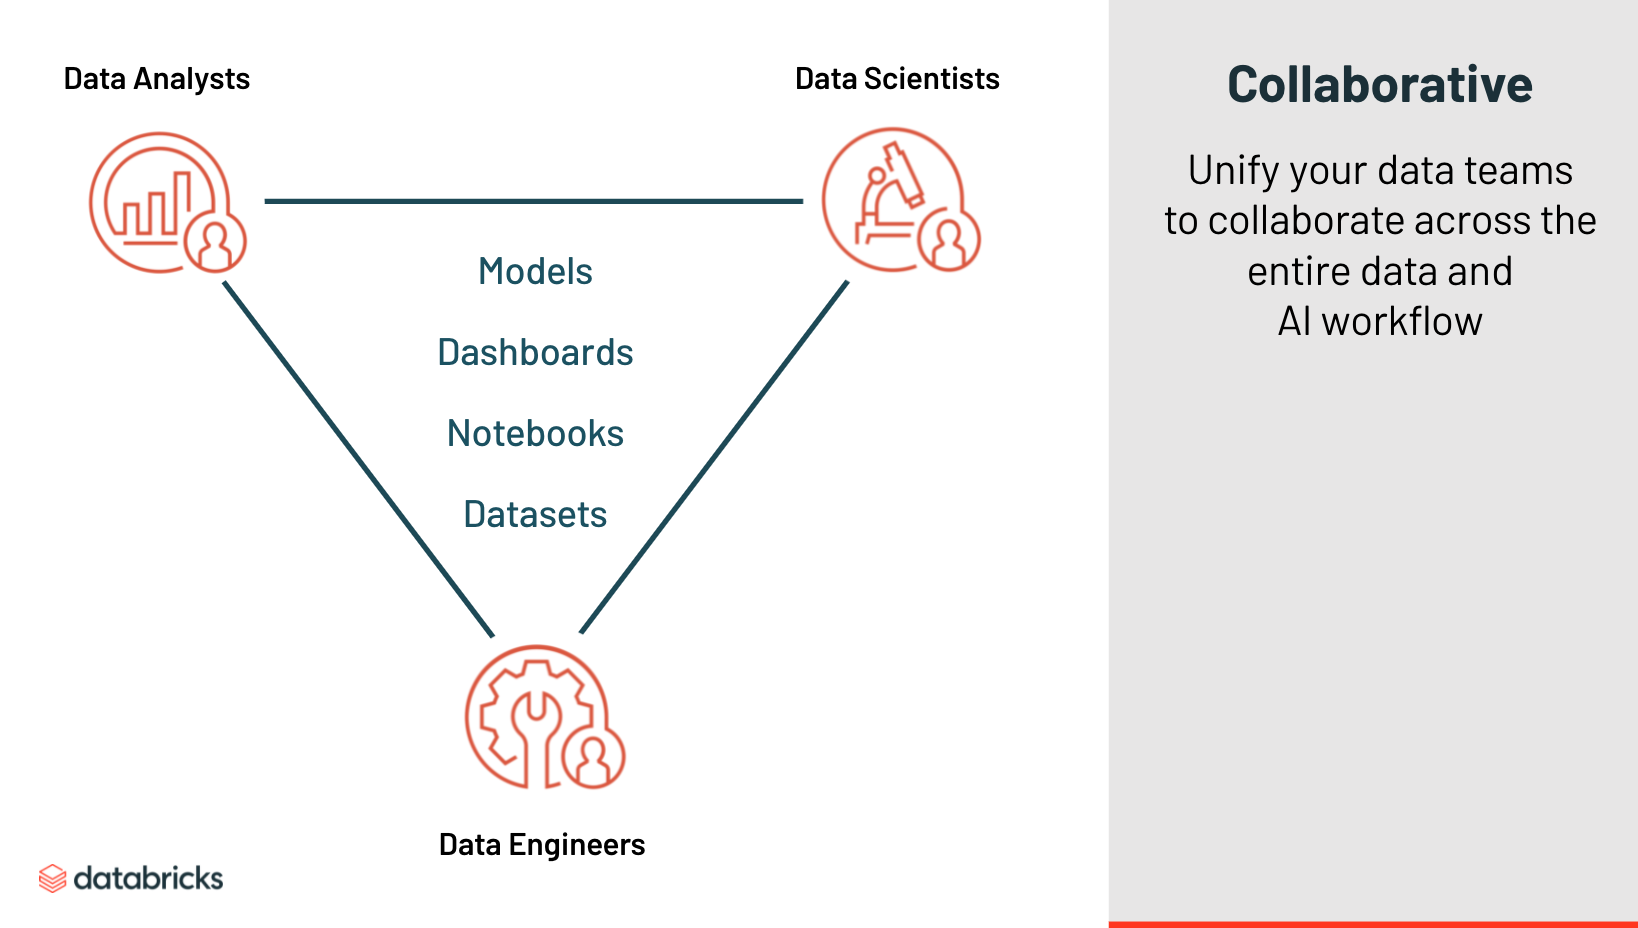 Data Analysts
Data Scientists
Models
Dashboards
Notebooks
Datasets
Data Engineers
databricks
Collaborative
Unify your data teams
to collaborate across the
entire data and
AI workflow